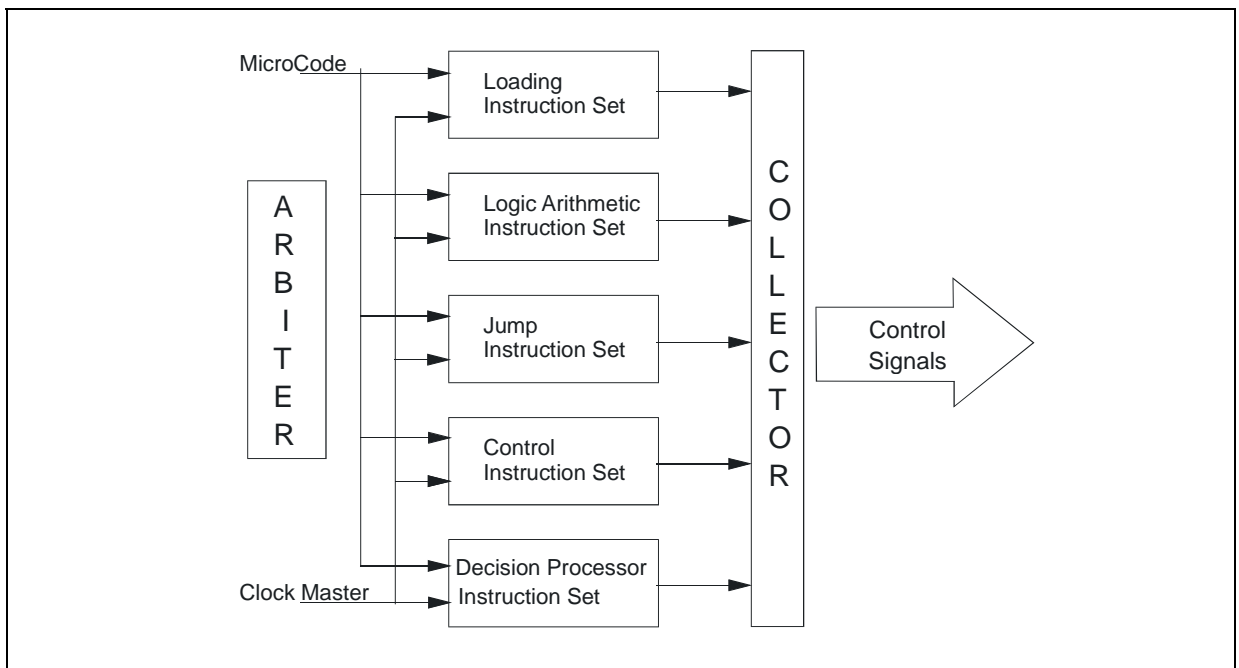 MicroCode
Loading
Instruction Set
Logic Arithmetic
Instruction Set
Jump
Instruction Set
Control
Instruction Set
Decision Processor
Instruction Set
Clock Master
A
R
B
I
T
E
R
C
O
L
L
E
C
T
O
R
Control
Signals